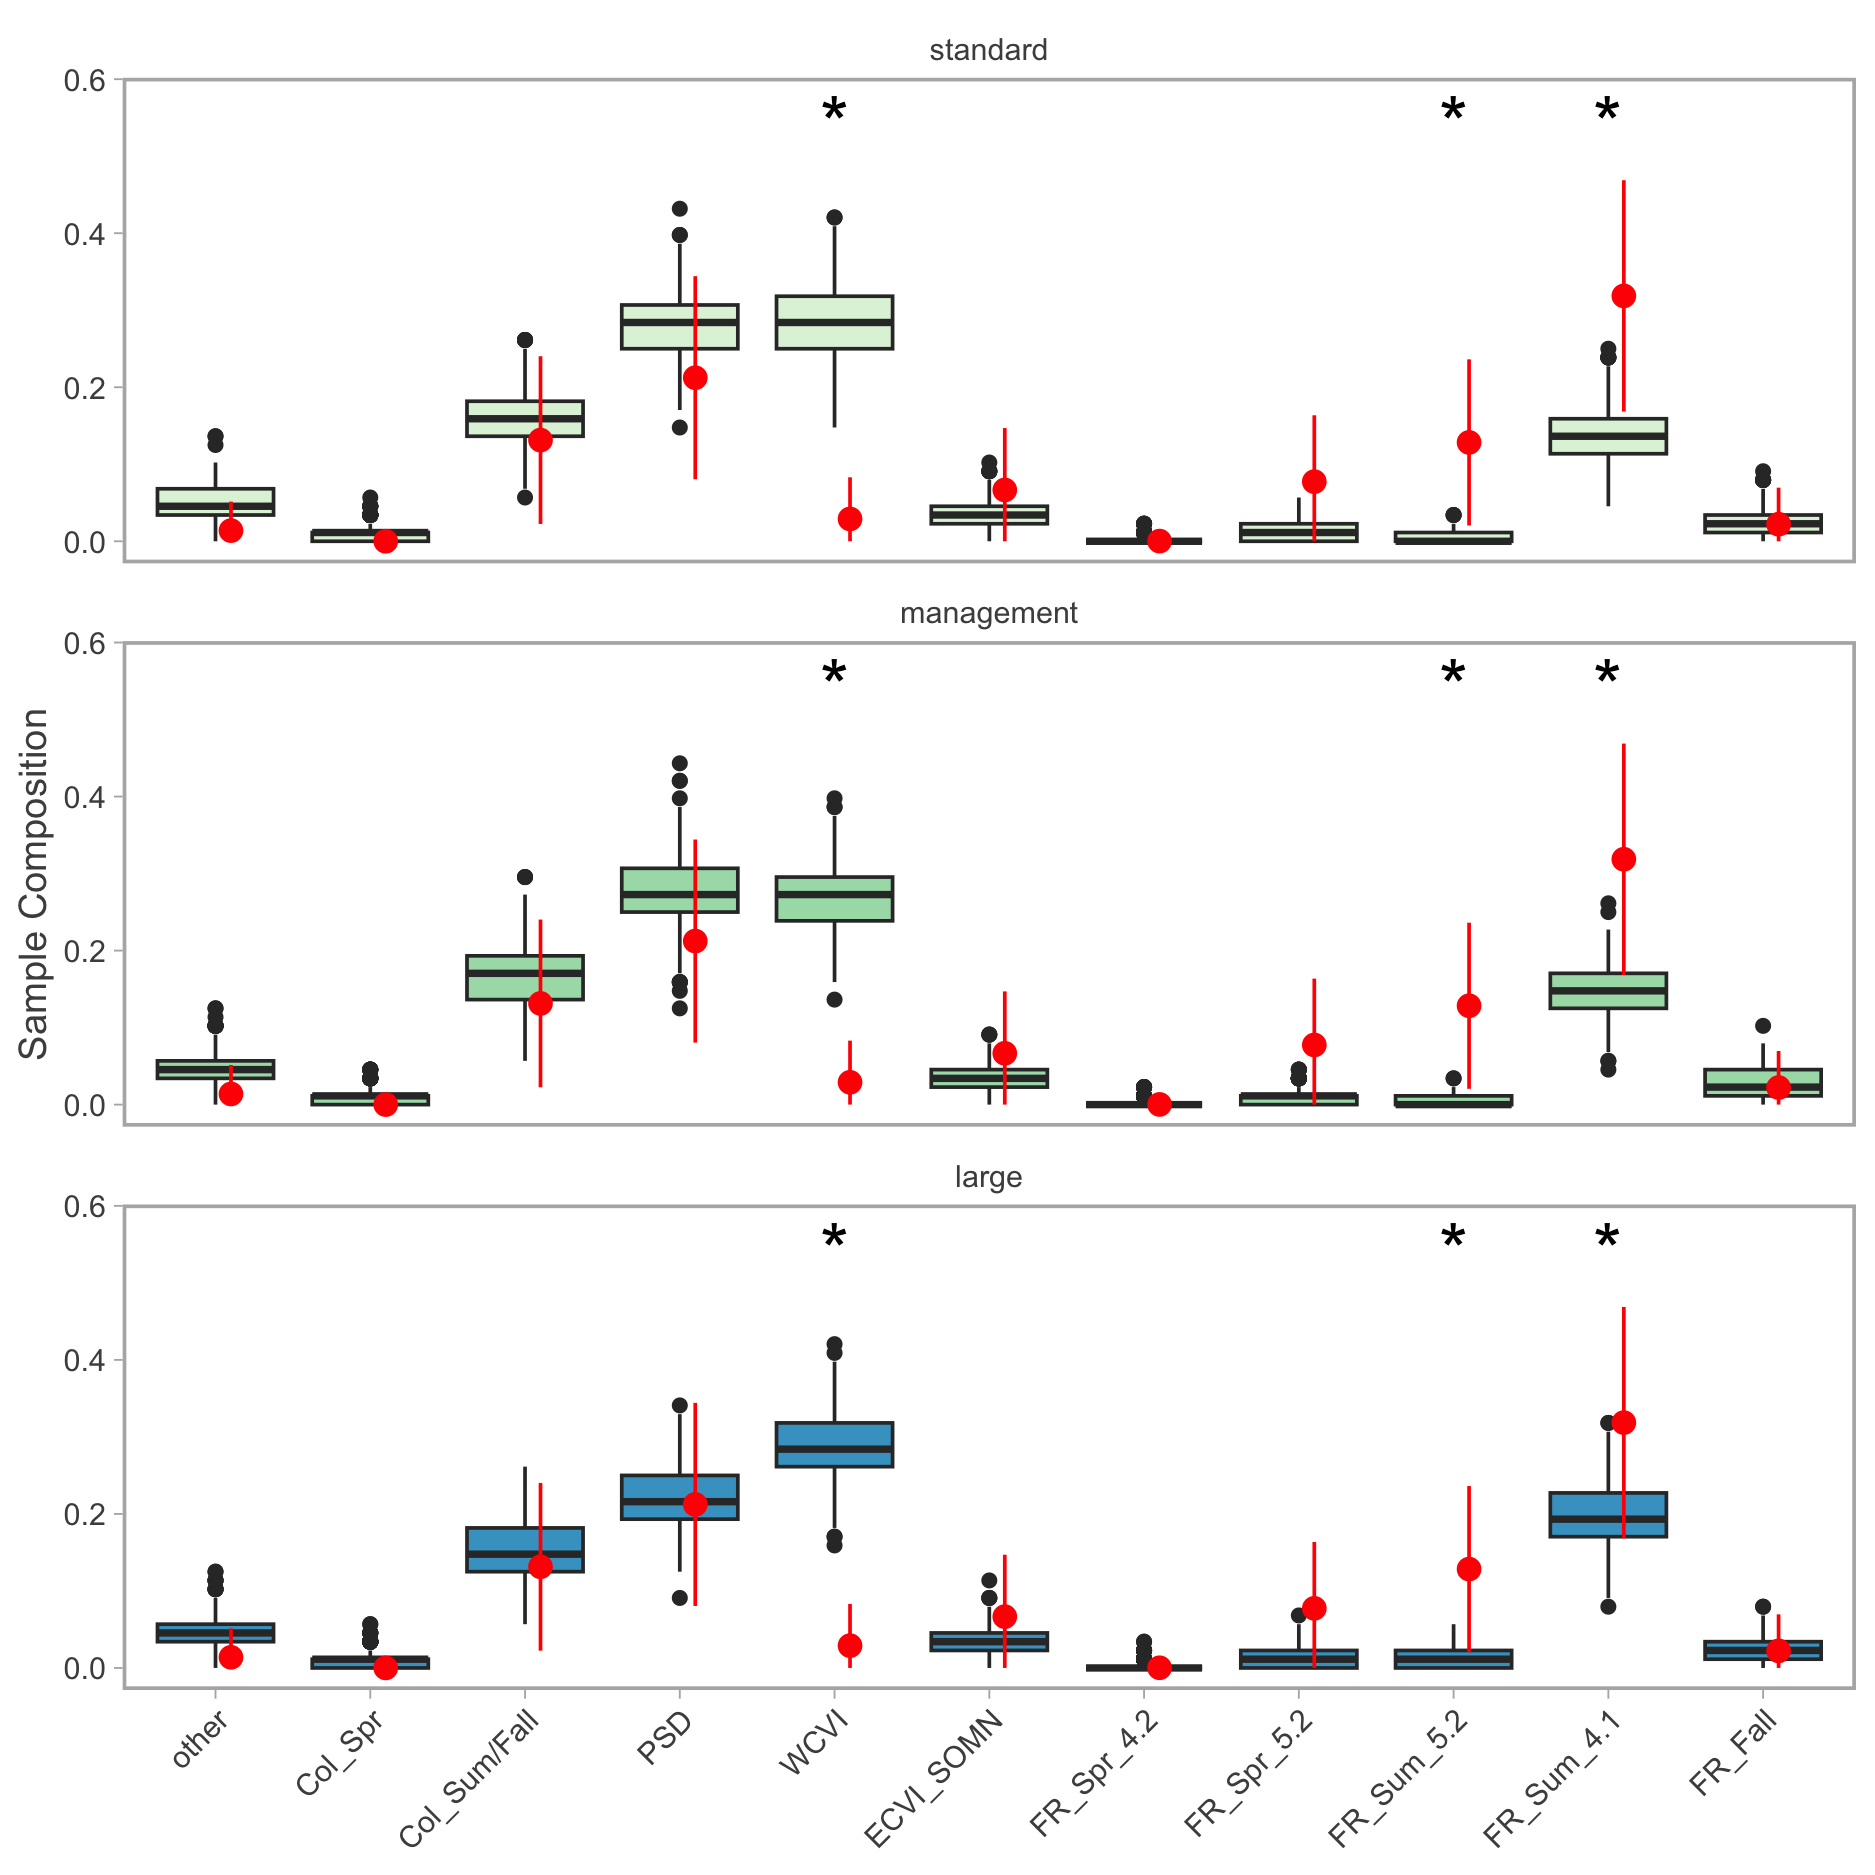 standard
0.6
* * *
0.4
0.2
0.0
management
0.6
* * *
0.4
0.2
0.0
Sample Composition
large
0.6
* * *
0.4
0.2
0.0
other Col_Spr Col_Sum/Fall PSD WCVI ECVI_SOMN FR_Spr_4.2 FR_Spr_5.2 FR_Sum_5.2 FR_Sum_4.1 FR_Fall